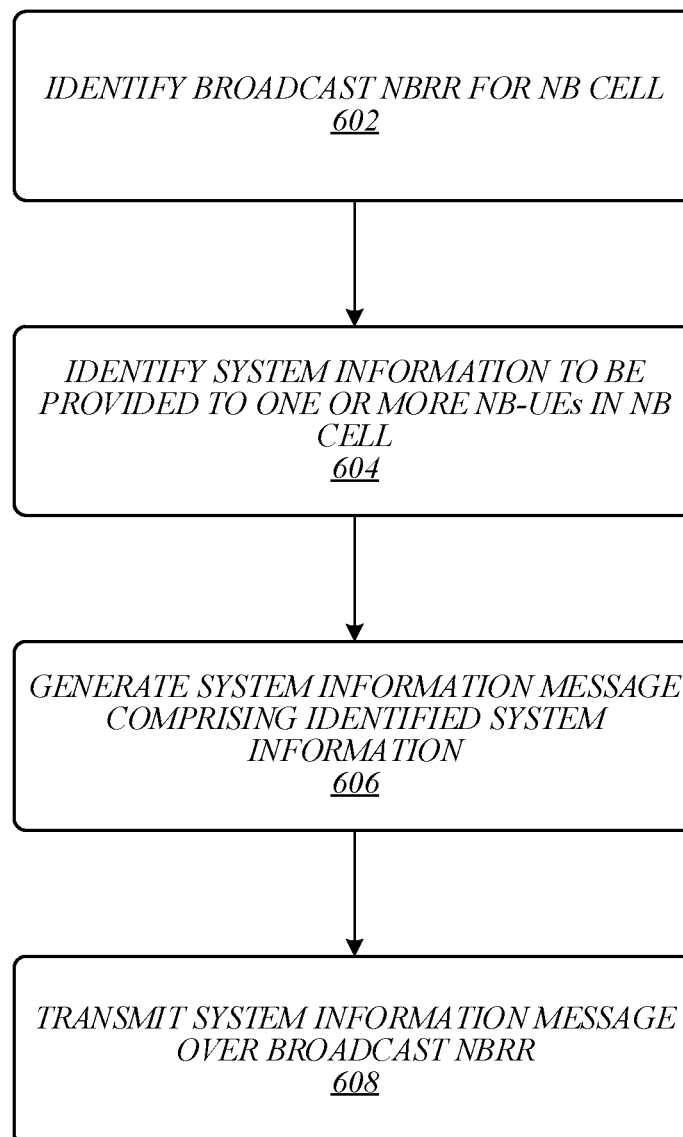 IDENTIFY BROADCAST NBRR FOR NB CELL
602
IDENTIFY SYSTEM INFORMATION TO BE
PROVIDED TO ONE OR MORE NB-UEs IN NB
CELL
604
GENERATE SYSTEM INFORMATION MESSAGE
COMPRISING IDENTIFIED SYSTEM
INFORMATION
606
TRANSMIT SYSTEM INFORMATION MESSAGE
OVER BROADCAST NBRR
608